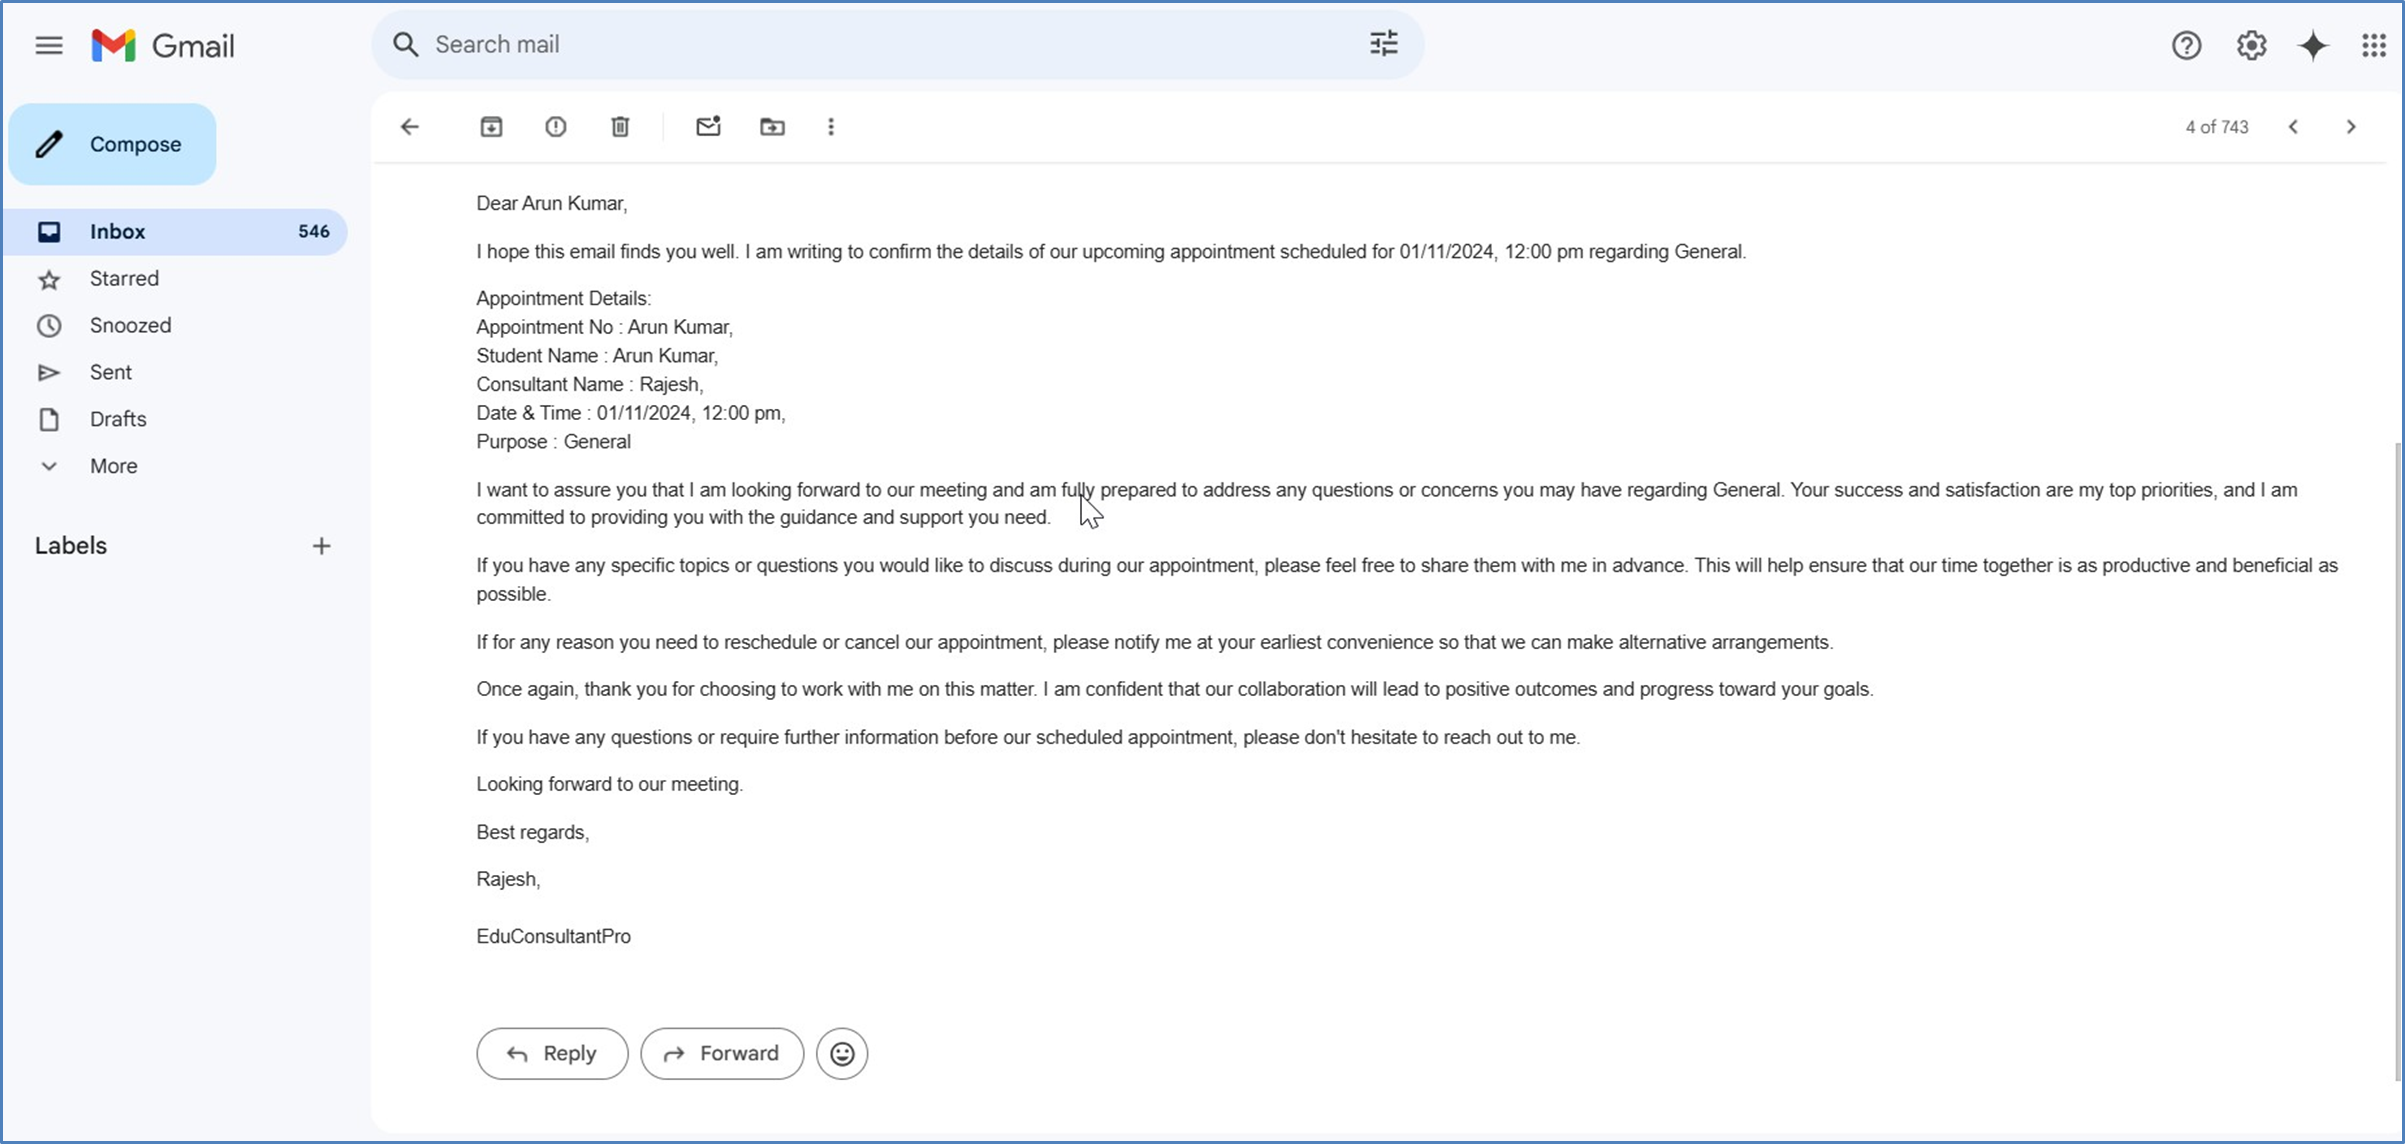 Gmail
Search mail
Compose
4 of 743
Inbox 546
Starred
Snoozed
Sent
Drafts
More
Labels
Dear Arun Kumar,
I hope this email finds you well. I am writing to confirm the details of our upcoming appointment scheduled for 01/11/2024, 12:00 pm regarding General.
Appointment Details:
Appointment No : Arun Kumar,
Student Name : Arun Kumar,
Consultant Name : Rajesh,
Date & Time : 01/11/2024, 12:00 pm,
Purpose : General
I want to assure you that I am looking forward to our meeting and am fully prepared to address any questions or concerns you may have regarding General. Your success and satisfaction are my top priorities, and I am
committed to providing you with the guidance and support you need.
If you have any specific topics or questions you would like to discuss during our appointment, please feel free to share them with me in advance. This will help ensure that our time together is as productive and beneficial as
possible.
If for any reason you need to reschedule or cancel our appointment, please notify me at your earliest convenience so that we can make alternative arrangements.
Once again, thank you for choosing to work with me on this matter. I am confident that our collaboration will lead to positive outcomes and progress toward your goals.
If you have any questions or require further information before our scheduled appointment, please don't hesitate to reach out to me.
Looking forward to our meeting.
Best regards,
Rajesh,
EduConsultantPro
Reply
Forward